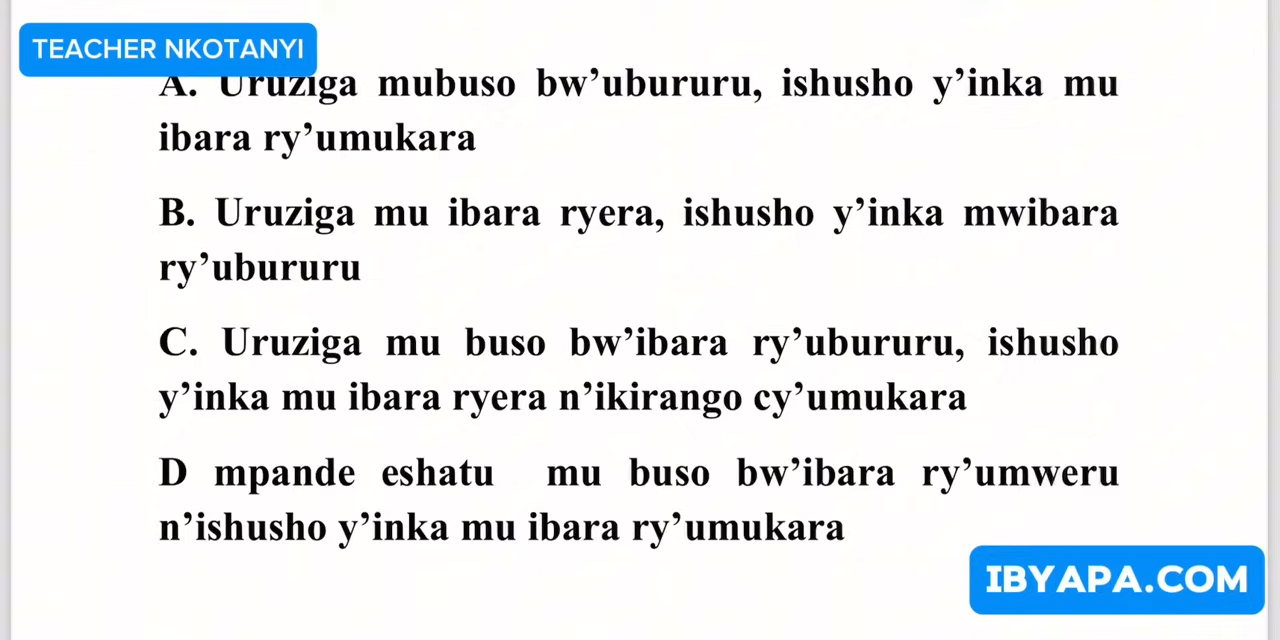 TEACHER NKOTANYI
A. Uruziga mubuso bw’ubururu, ishusho y’inka mu
ibara ry’umukara
B. Uruziga mu ibara ryera, ishusho y’inka mwibara
ry’ubururu
C. Uruziga mu buso bw’ibara ry’ubururu, ishusho
y’inka mu ibara ryera n’ikirango cy’umukara
D mpande eshatu mu buso bw’ibara ry’umweru
n’ishusho y’inka mu ibara ry’umukara
IBYAPA.COM